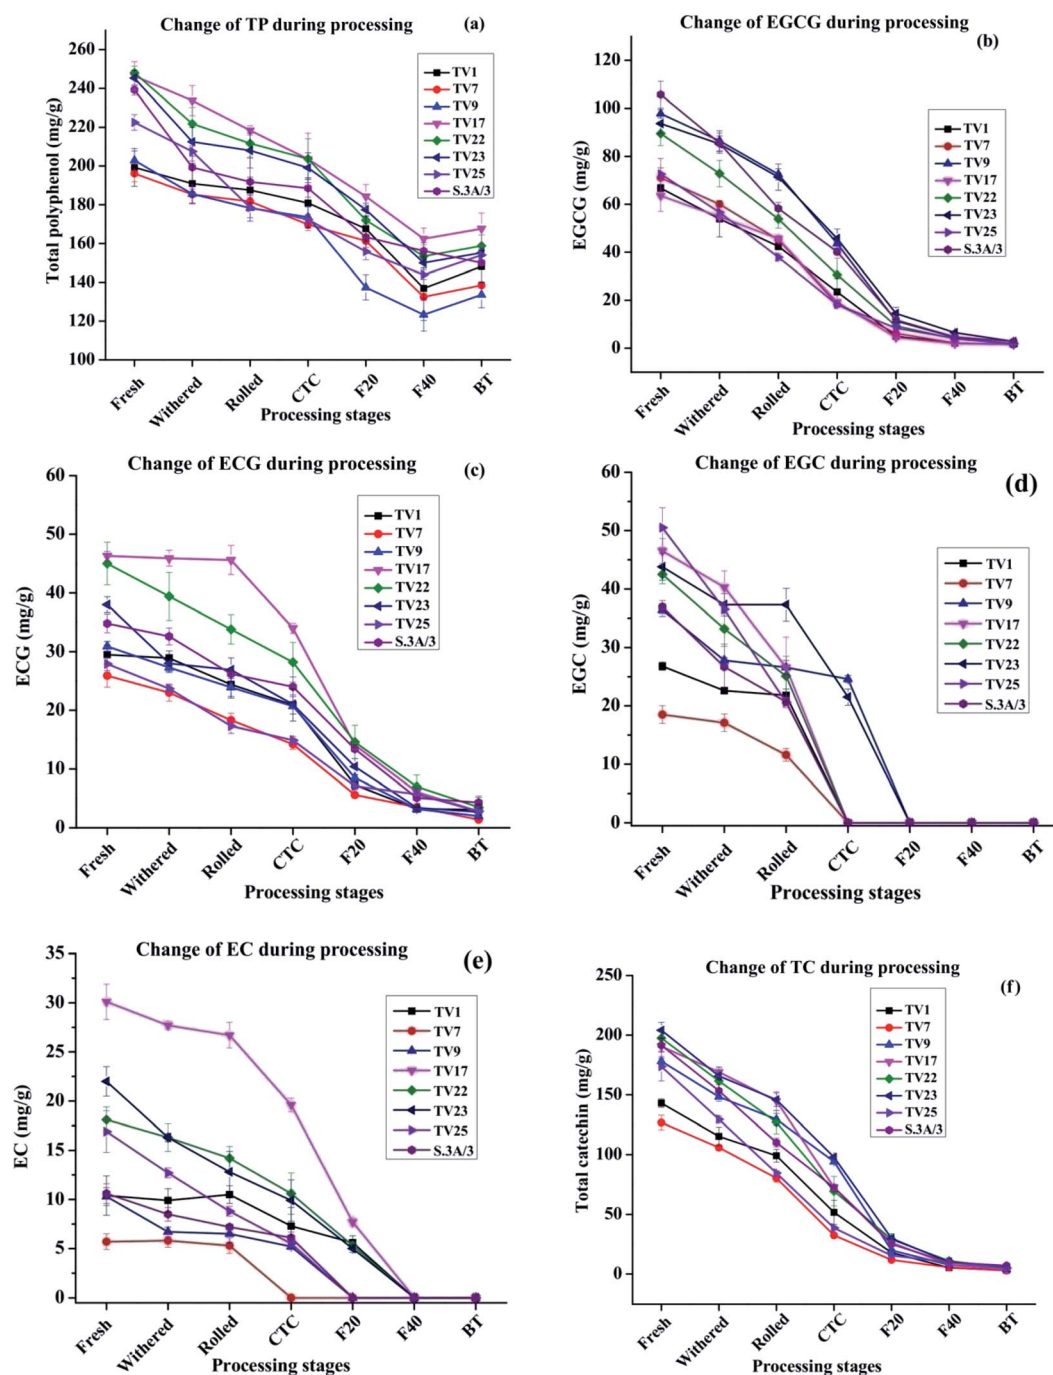 Change of TP during processing
(a)
Total polyphenol (mg/g)
260
240
220
200
180
160
140
120
100
TV1
TV7
TV9
TV17
TV22
TV23
TV25
S.3A/3
Fresh
Withered
Rolled
CTC
F20
F40
BT
Processing stages
Change of EGCG during processing
(b)
EGCG (mg/g)
120
100
80
60
40
20
0
TV1
TV7
TV9
TV17
TV22
TV23
TV25
S.3A/3
Fresh
Withered
Rolled
CTC
F20
F40
BT
Processing stages
Change of ECG during processing
(c)
ECG (mg/g)
60
50
40
30
20
10
0
TV1
TV7
TV9
TV17
TV22
TV23
TV25
S.3A/3
Fresh
Withered
Rolled
CTC
F20
F40
BT
Processing stages
Change of EGC during processing
(d)
EGC (mg/g)
60
50
40
30
20
10
0
TV1
TV7
TV9
TV17
TV22
TV23
TV25
S.3A/3
Fresh
Withered
Rolled
CTC
F20
F40
BT
Processing stages
Change of EC during processing
(e)
EC (mg/g)
35
30
25
20
15
10
5
0
TV1
TV7
TV9
TV17
TV22
TV23
TV25
S.3A/3
Fresh
Withered
Rolled
CTC
F20
F40
BT
Processing stages
Change of TC during processing
(f)
Total catechin (mg/g)
250
200
150
100
50
0
TV1
TV7
TV9
TV17
TV22
TV23
TV25
S.3A/3
Fresh
Withered
Rolled
CTC
F20
F40
BT
Processing stages